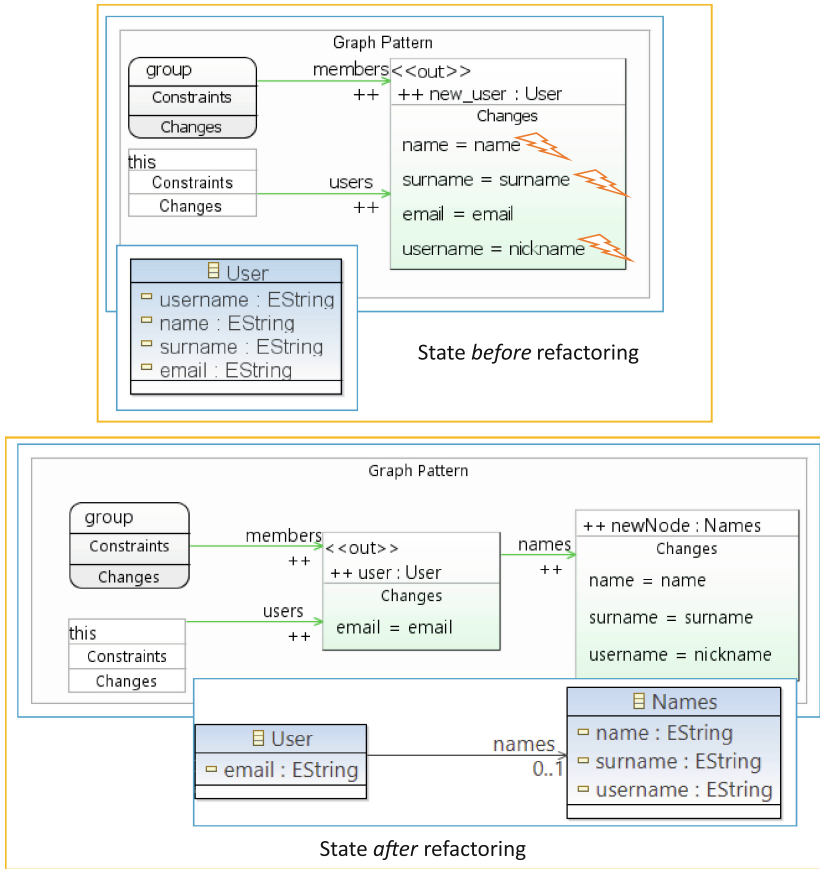 Graph Pattern
group
Constraints
Changes
members
++
<<out>>
++ new_user : User
Changes
name = name
surname = surname
email = email
username = nickname
this
Constraints
Changes
users
++
User
username : EString
name : EString
surname : EString
email : EString
State before refactoring
Graph Pattern
group
Constraints
Changes
members
++
<<out>>
++ user : User
Changes
email = email
names
++
++ newNode : Names
Changes
name = name
surname = surname
username = nickname
this
Constraints
Changes
users
++
User
email : EString
names
0..1
Names
name : EString
surname : EString
username : EString
State after refactoring